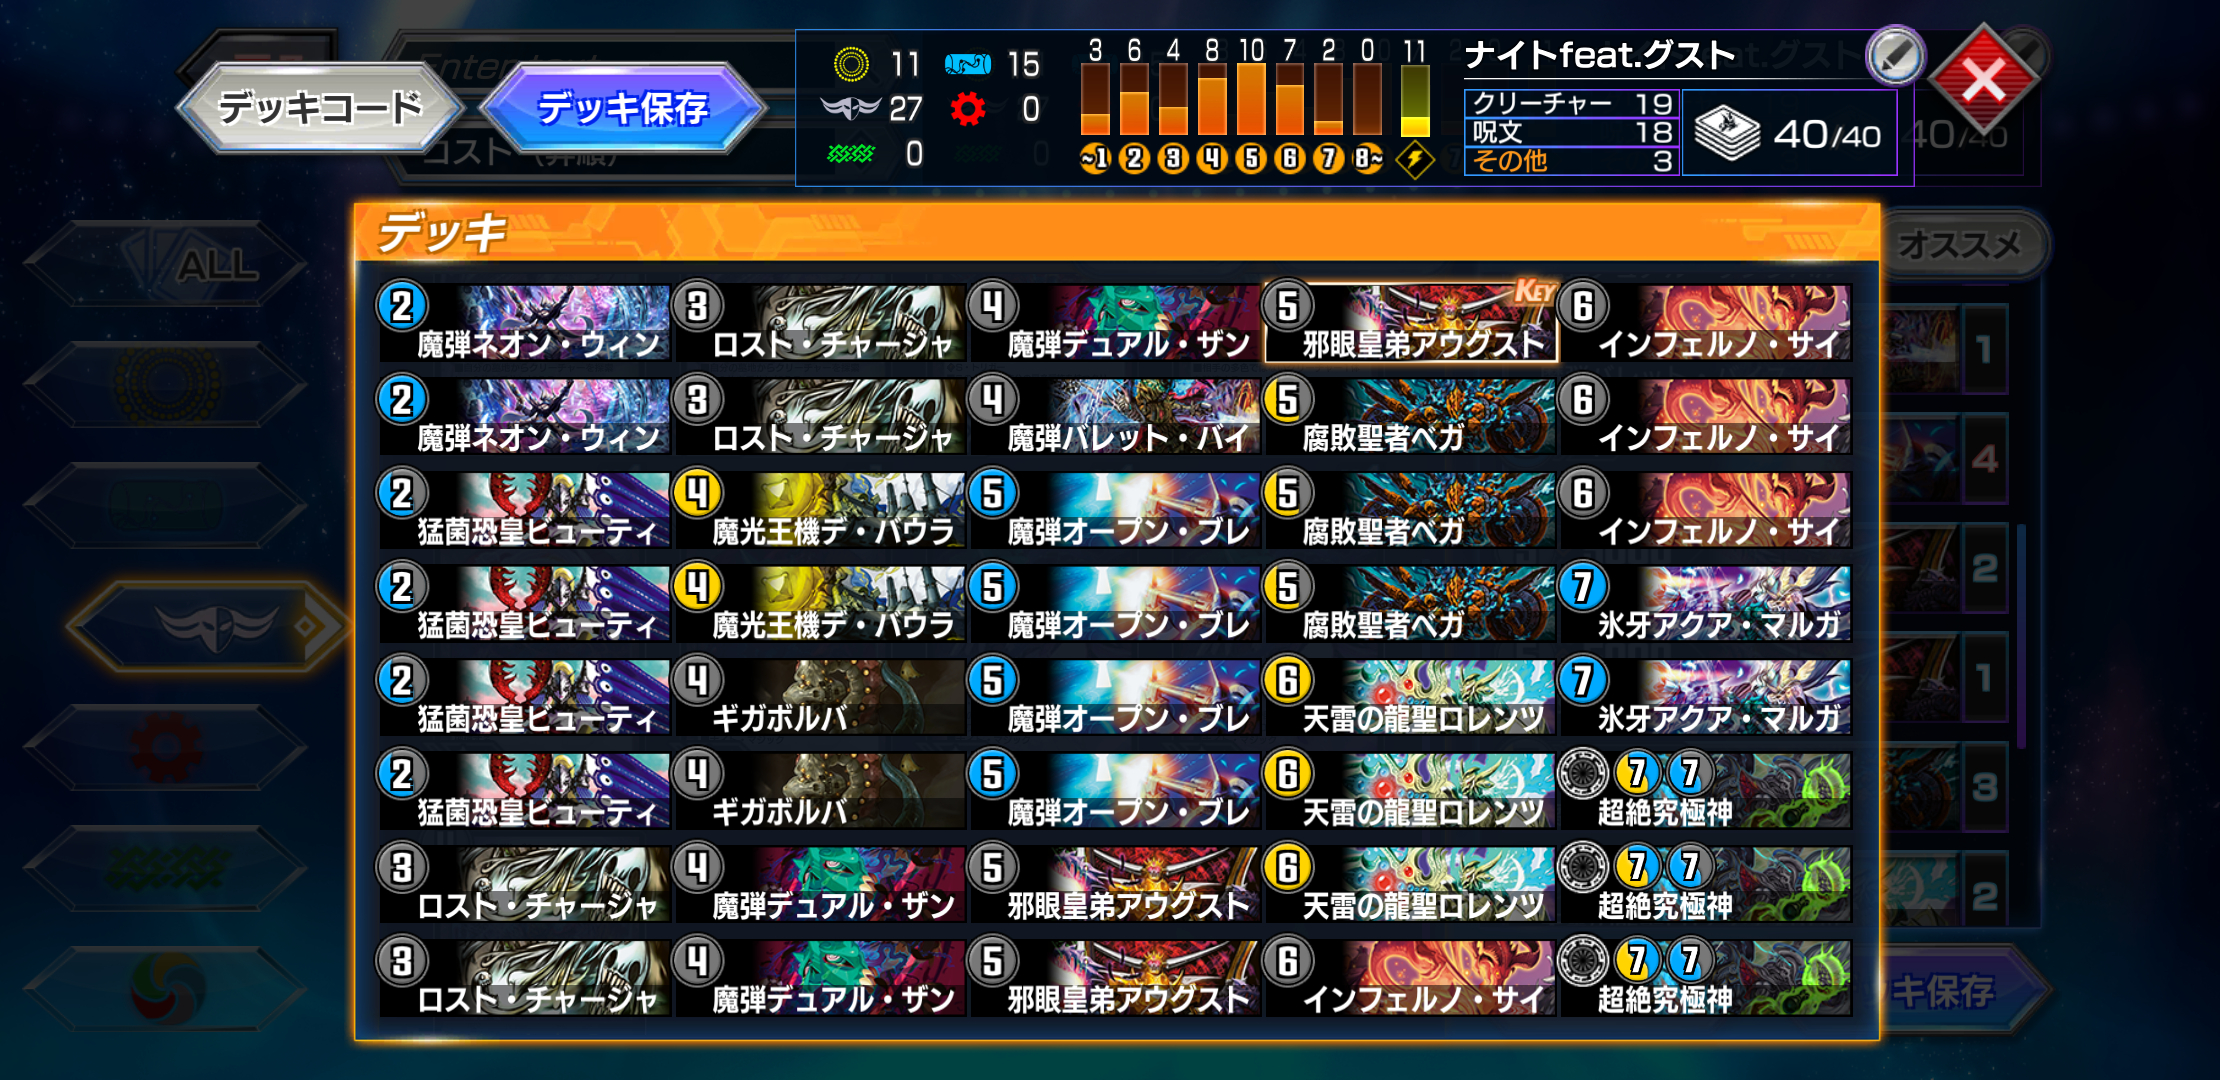 デッキコード
デッキ保存
11 15
27 0
0
3 6 4 8 10 7 2 0 11
~1 2 3 4 5 6 7 8~
ナイトfeat.グスト
クリーチャー 19
呪文 18
その他 3
40/40
ALL
オススメ
デッキ
2 魔弾ネオン・ウィン
3 ロスト・チャージャ
4 魔弾デュアル・ザン
5 邪眼皇弟アウグスト KEY
6 インフェルノ・サイ
2 魔弾ネオン・ウィン
3 ロスト・チャージャ
4 魔弾バレット・バイ
5 腐敗聖者ベガ
6 インフェルノ・サイ
2 猛菌恐皇ビューティ
4 魔光王機デ・バウラ
5 魔弾オープン・ブレ
5 腐敗聖者ベガ
6 インフェルノ・サイ
2 猛菌恐皇ビューティ
4 魔光王機デ・バウラ
5 魔弾オープン・ブレ
5 腐敗聖者ベガ
7 氷牙アクア・マルガ
2 猛菌恐皇ビューティ
4 ギガボルバ
5 魔弾オープン・ブレ
6 天雷の龍聖ロレンツ
7 氷牙アクア・マルガ
2 猛菌恐皇ビューティ
4 ギガボルバ
5 魔弾オープン・ブレ
6 天雷の龍聖ロレンツ
7 7 超絶究極神
3 ロスト・チャージャ
4 魔弾デュアル・ザン
5 邪眼皇弟アウグスト
6 天雷の龍聖ロレンツ
7 7 超絶究極神
3 ロスト・チャージャ
4 魔弾デュアル・ザン
5 邪眼皇弟アウグスト
6 インフェルノ・サイ
7 7 超絶究極神
1
4
2
1
3
2
キ保存